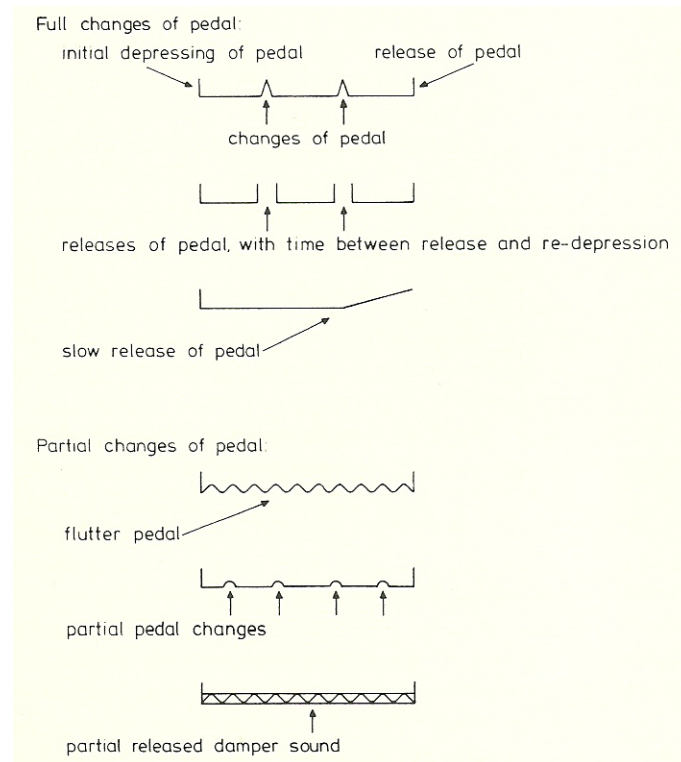 Full changes of pedal:
initial depressing of pedal release of pedal
changes of pedal
releases of pedal, with time between release and re-depression
slow release of pedal
Partial changes of pedal:
flutter pedal
partial pedal changes
partial released damper sound